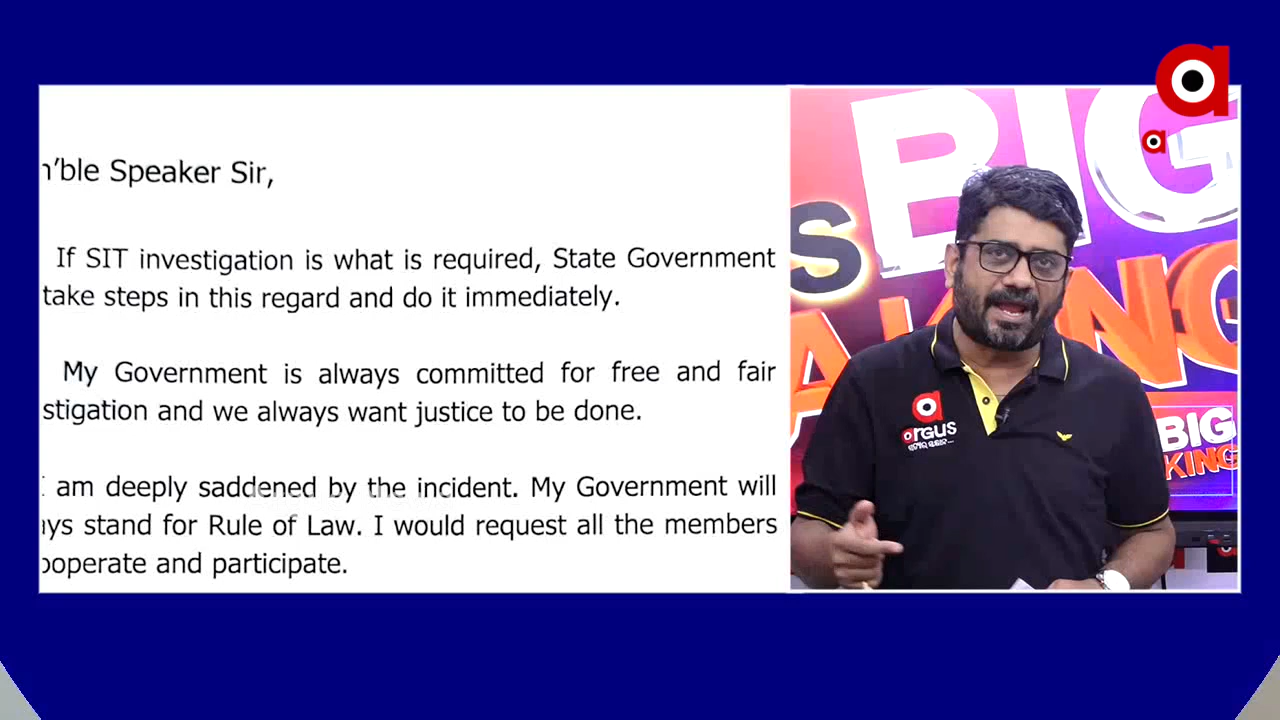 n'ble Speaker Sir,
If SIT investigation is what is required, State Government
take steps in this regard and do it immediately.
My Government is always committed for free and fair
stigation and we always want justice to be done.
I am deeply saddened by the incident. My Government will
ays stand for Rule of Law. I would request all the members
ooperate and participate.
a
a
S BIG
AKING
a
argus
BIG
KING